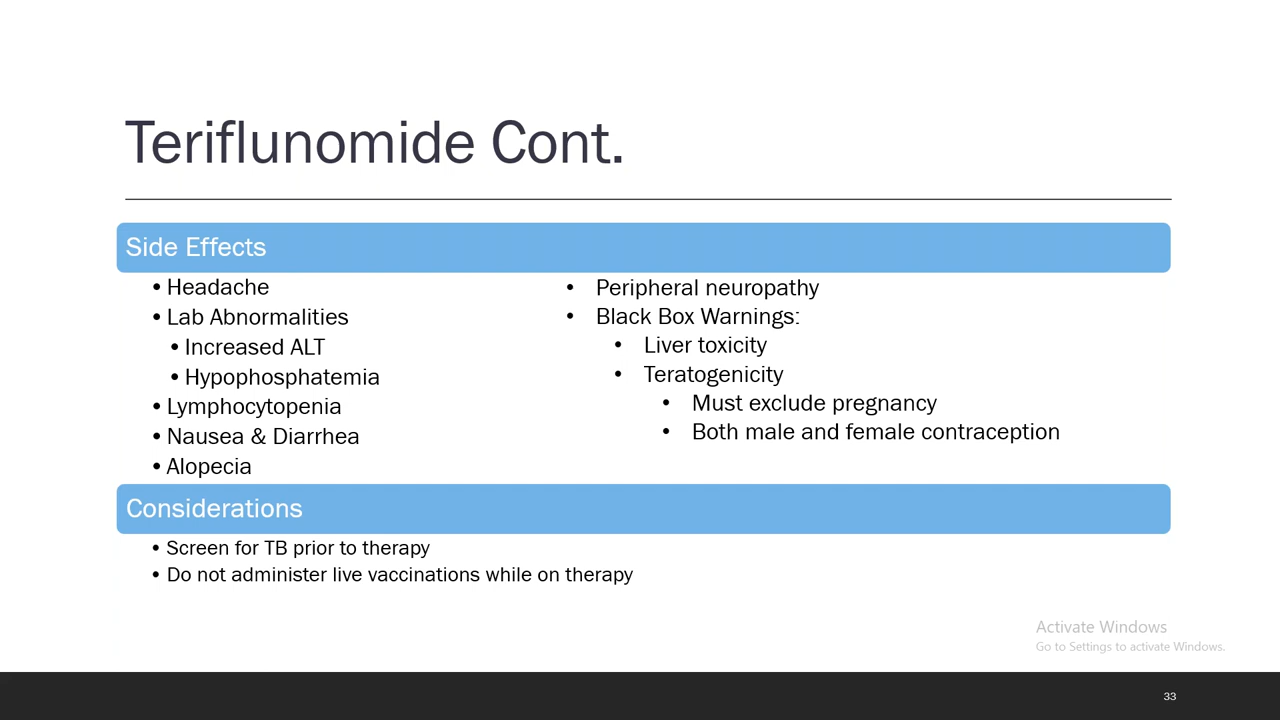 Teriflunomide Cont.
Side Effects
• Headache
• Lab Abnormalities
• Increased ALT
• Hypophosphatemia
• Lymphocytopenia
• Nausea & Diarrhea
• Alopecia
• Peripheral neuropathy
• Black Box Warnings:
• Liver toxicity
• Teratogenicity
• Must exclude pregnancy
• Both male and female contraception
Considerations
• Screen for TB prior to therapy
• Do not administer live vaccinations while on therapy
Activate Windows
Go to Settings to activate Windows.
33